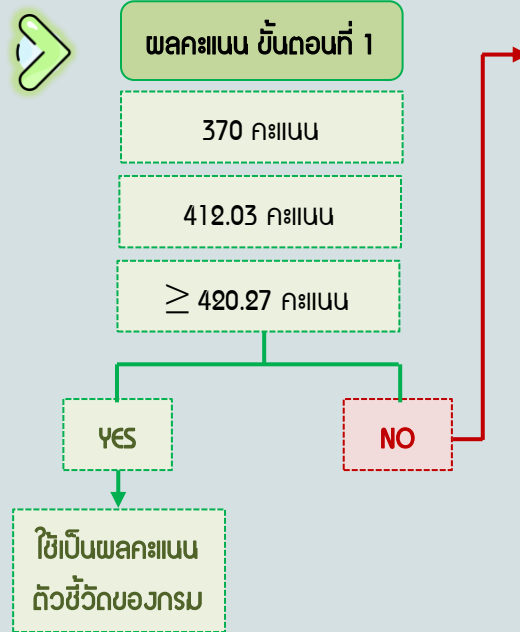 ผลคะแนน ขั้นตอนที่ 1
370 คะแนน
412.03 คะแนน
≥ 420.27 คะแนน
YES
NO
ใช้เป็นผลคะแนน
ตัวชี้วัดของกรม